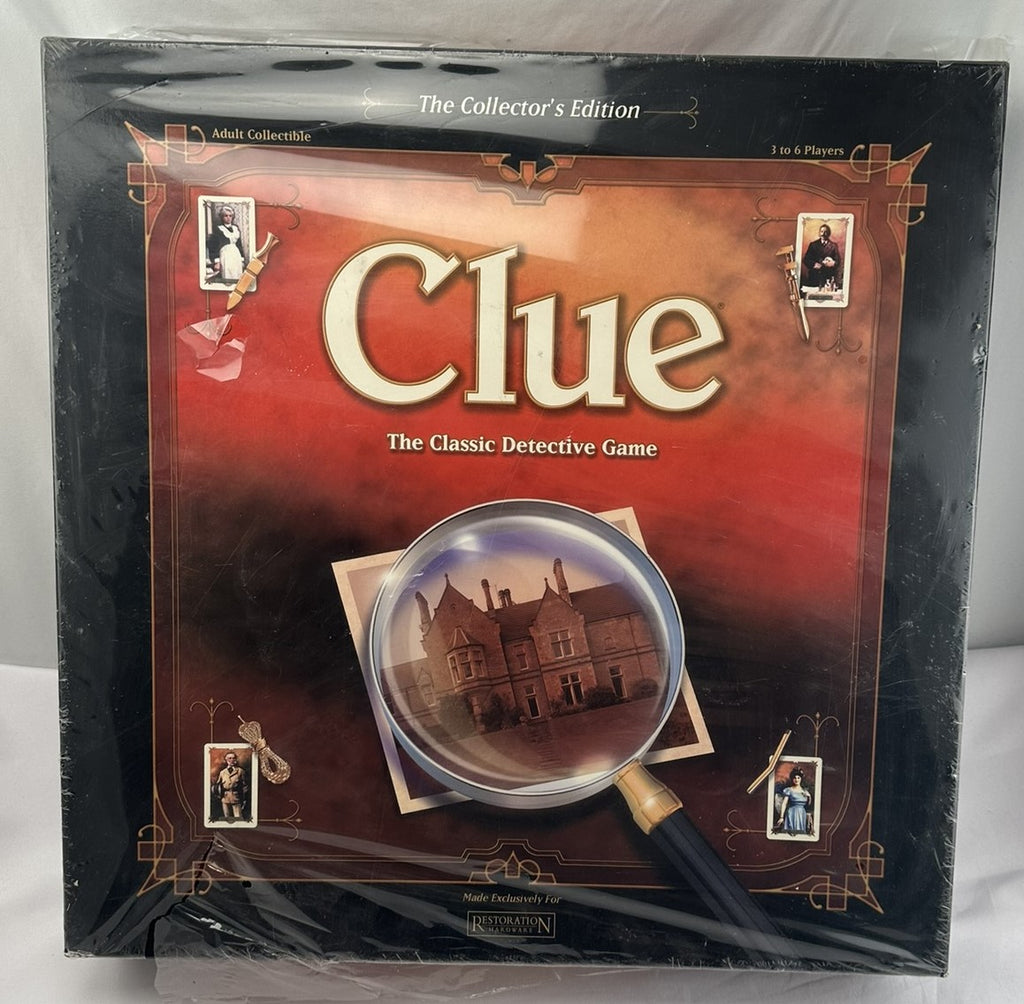 The Collector's Edition
Adult Collectible
3 to 6 Players
Clue®
The Classic Detective Game
Made Exclusively For
RESTORATION
HARDWARE